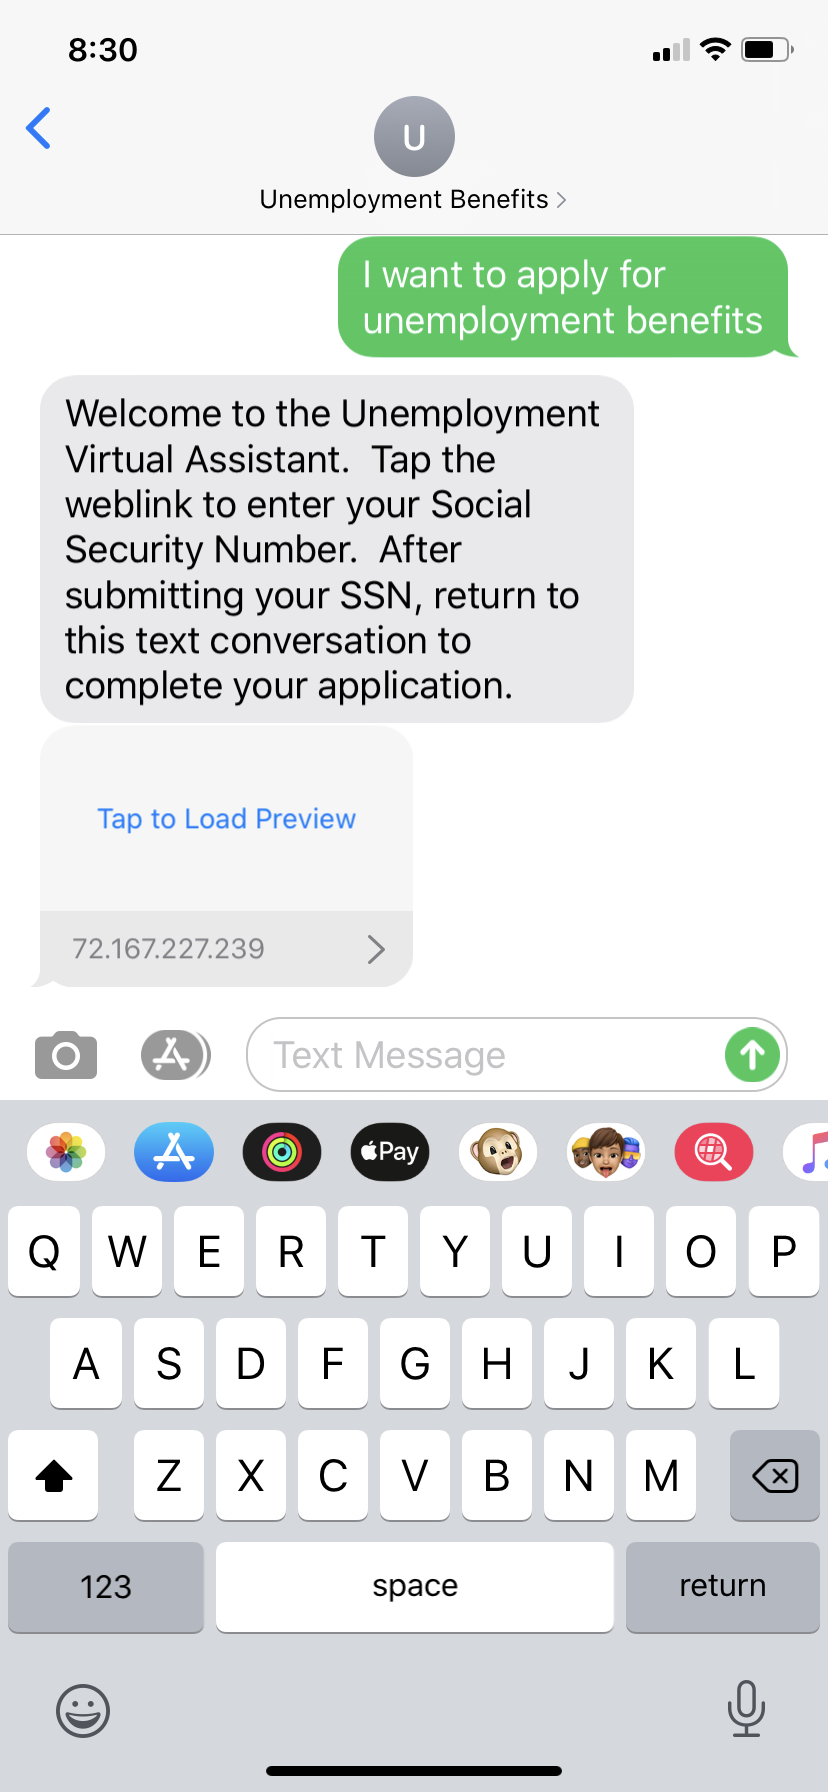 8:30
U
Unemployment Benefits
I want to apply for
unemployment benefits
Welcome to the Unemployment
Virtual Assistant.  Tap the
weblink to enter your Social
Security Number.  After
submitting your SSN, return to
this text conversation to
complete your application.
Tap to Load Preview
72.167.227.239
Text Message
Pay
Q W E R T Y U I O P
A S D F G H J K L
Z X C V B N M
123 space return